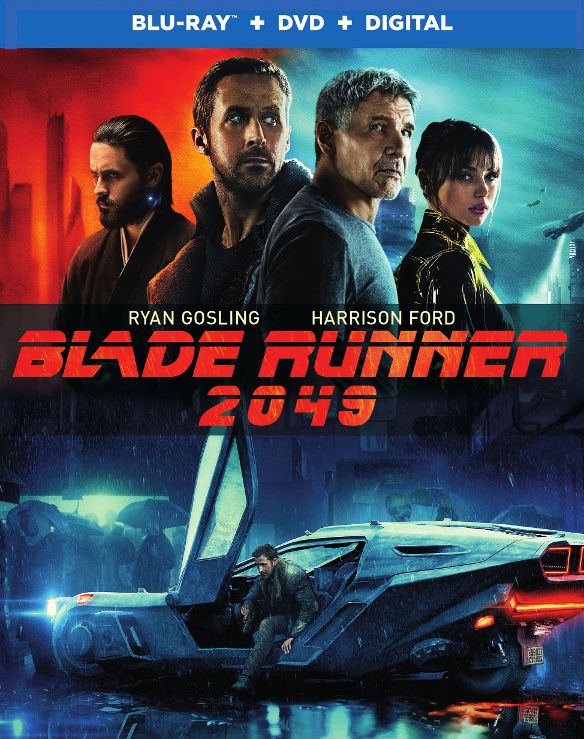 BLU-RAY™ + DVD + DIGITAL
RYAN GOSLING HARRISON FORD
BLADE RUNNER
2049